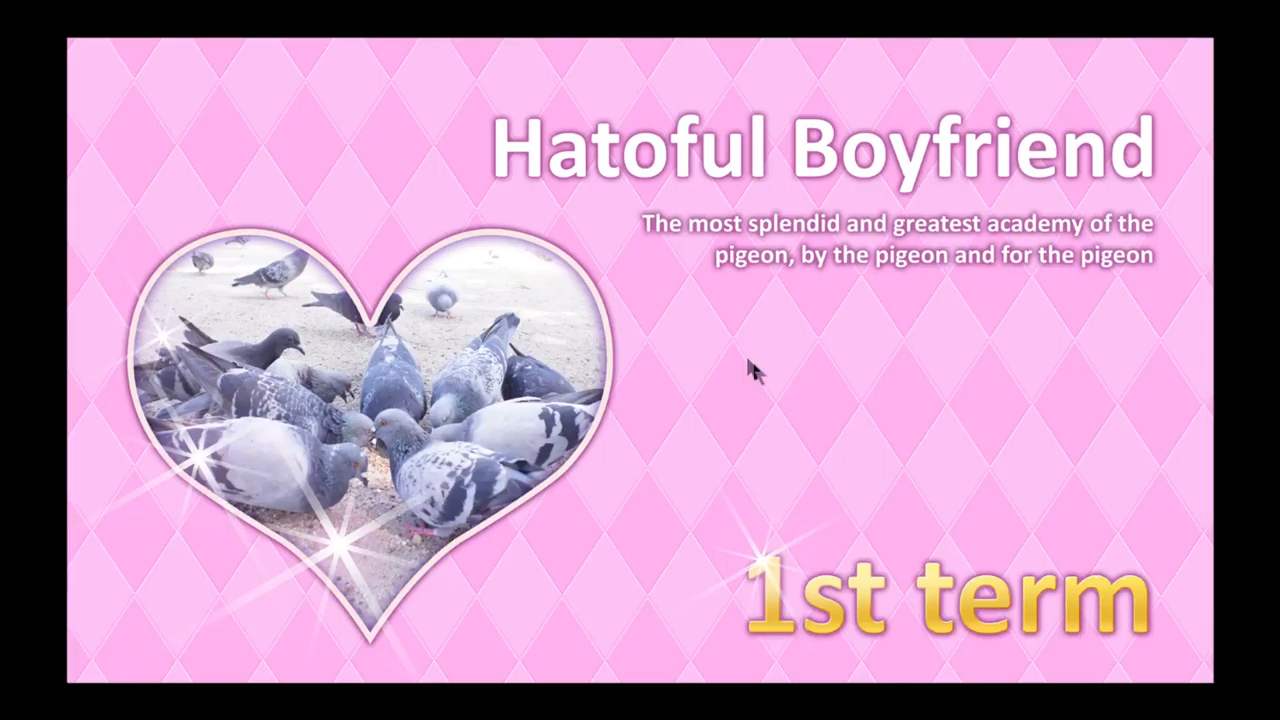 Hatoful Boyfriend
The most splendid and greatest academy of the
pigeon, by the pigeon and for the pigeon
1st term